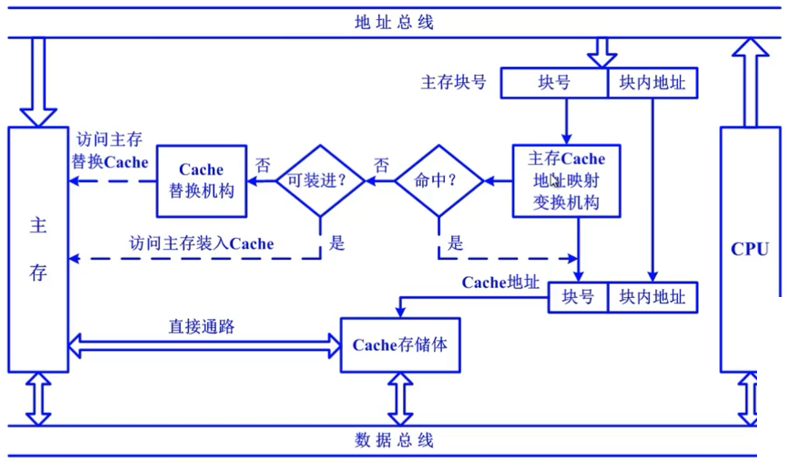 地址总线
主存块号
块号
块内地址
访问主存
替换Cache
Cache
替换机构
否
可装进？
否
命中？
主存Cache
地址映射
变换机构
主
存
访问主存装入Cache
是
是
CPU
Cache地址
块号
块内地址
直接通路
Cache存储体
数据总线